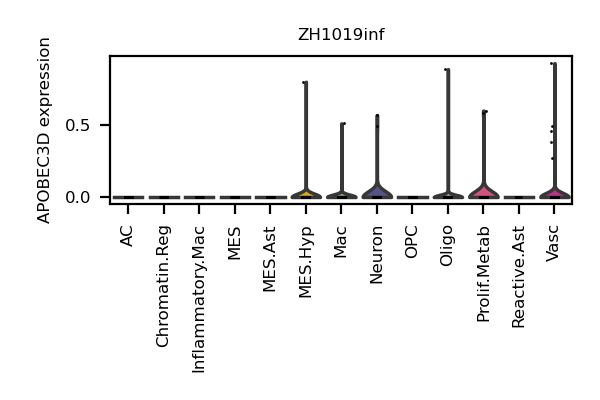 ZH1019inf
APOBEC3D expression
0.5
0.0
AC
Chromatin.Reg
Inflammatory.Mac
MES
MES.Ast
MES.Hyp
Mac
Neuron
OPC
Oligo
Prolif.Metab
Reactive.Ast
Vasc